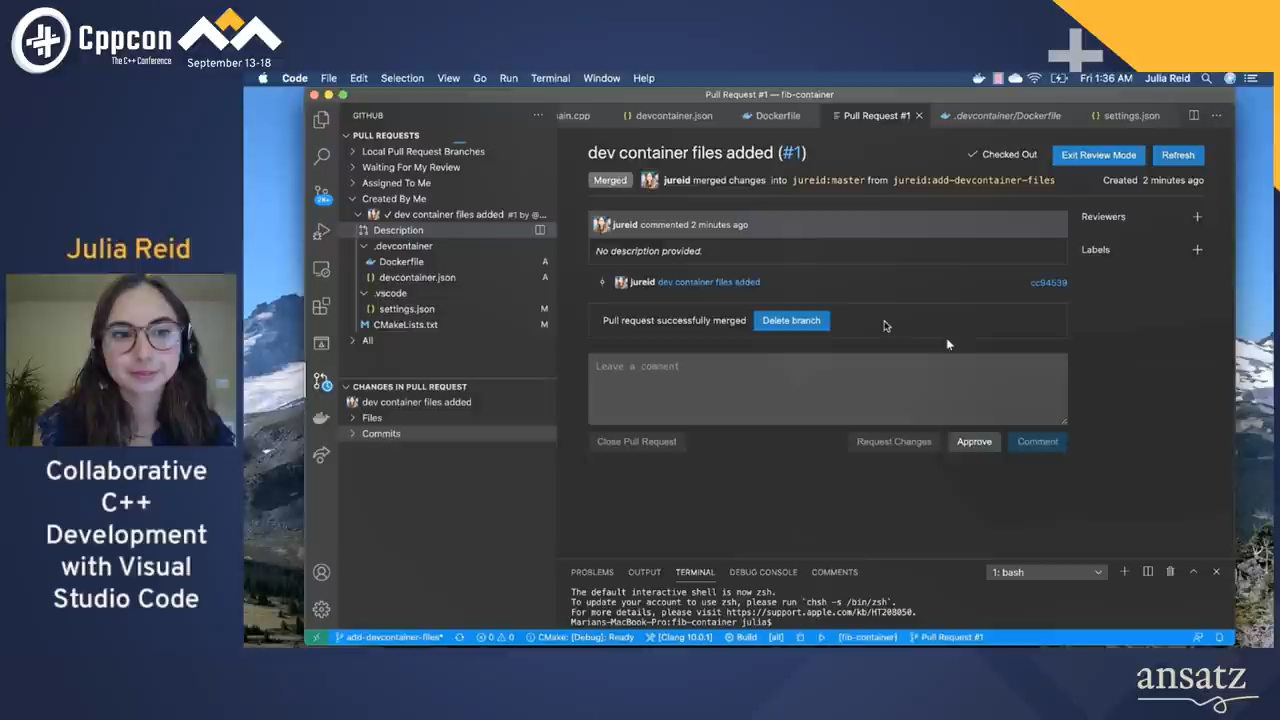 Cppcon
The C++ Conference
September 13-18
Julia Reid
Collaborative
C++
Development
with Visual
Studio Code
Code File Edit Selection View Go Run Terminal Window Help
Fri 1:36 AM Julia Reid
Pull Request #1 — fib-container
GITHUB
PULL REQUESTS
Local Pull Request Branches
Waiting For My Review
Assigned To Me
Created By Me
✓ dev container files added #1 by @...
Description
.devcontainer
Dockerfile A
devcontainer.json A
.vscode
settings.json M
CMakeLists.txt M
All
CHANGES IN PULL REQUEST
dev container files added
Files
Commits
ain.cpp devcontainer.json Dockerfile Pull Request #1 .devcontainer/Dockerfile settings.json
dev container files added (#1)
Checked Out Exit Review Mode Refresh
Merged jureid merged changes into jureid:master from jureid:add-devcontainer-files Created 2 minutes ago
jureid commented 2 minutes ago
No description provided.
jureid dev container files added cc94539
Pull request successfully merged Delete branch
Leave a comment
Close Pull Request Request Changes Approve Comment
Reviewers
Labels
PROBLEMS OUTPUT TERMINAL DEBUG CONSOLE COMMENTS 1: bash
The default interactive shell is now zsh.
To update your account to use zsh, please run `chsh -s /bin/zsh`.
For more details, please visit https://support.apple.com/kb/HT208050.
Marians-MacBook-Pro:fib-container julia$
add-devcontainer-files* 0 0 CMake: [Debug]: Ready [Clang 10.0.1] Build [all] [fib-container] Pull Request #1
ansatz